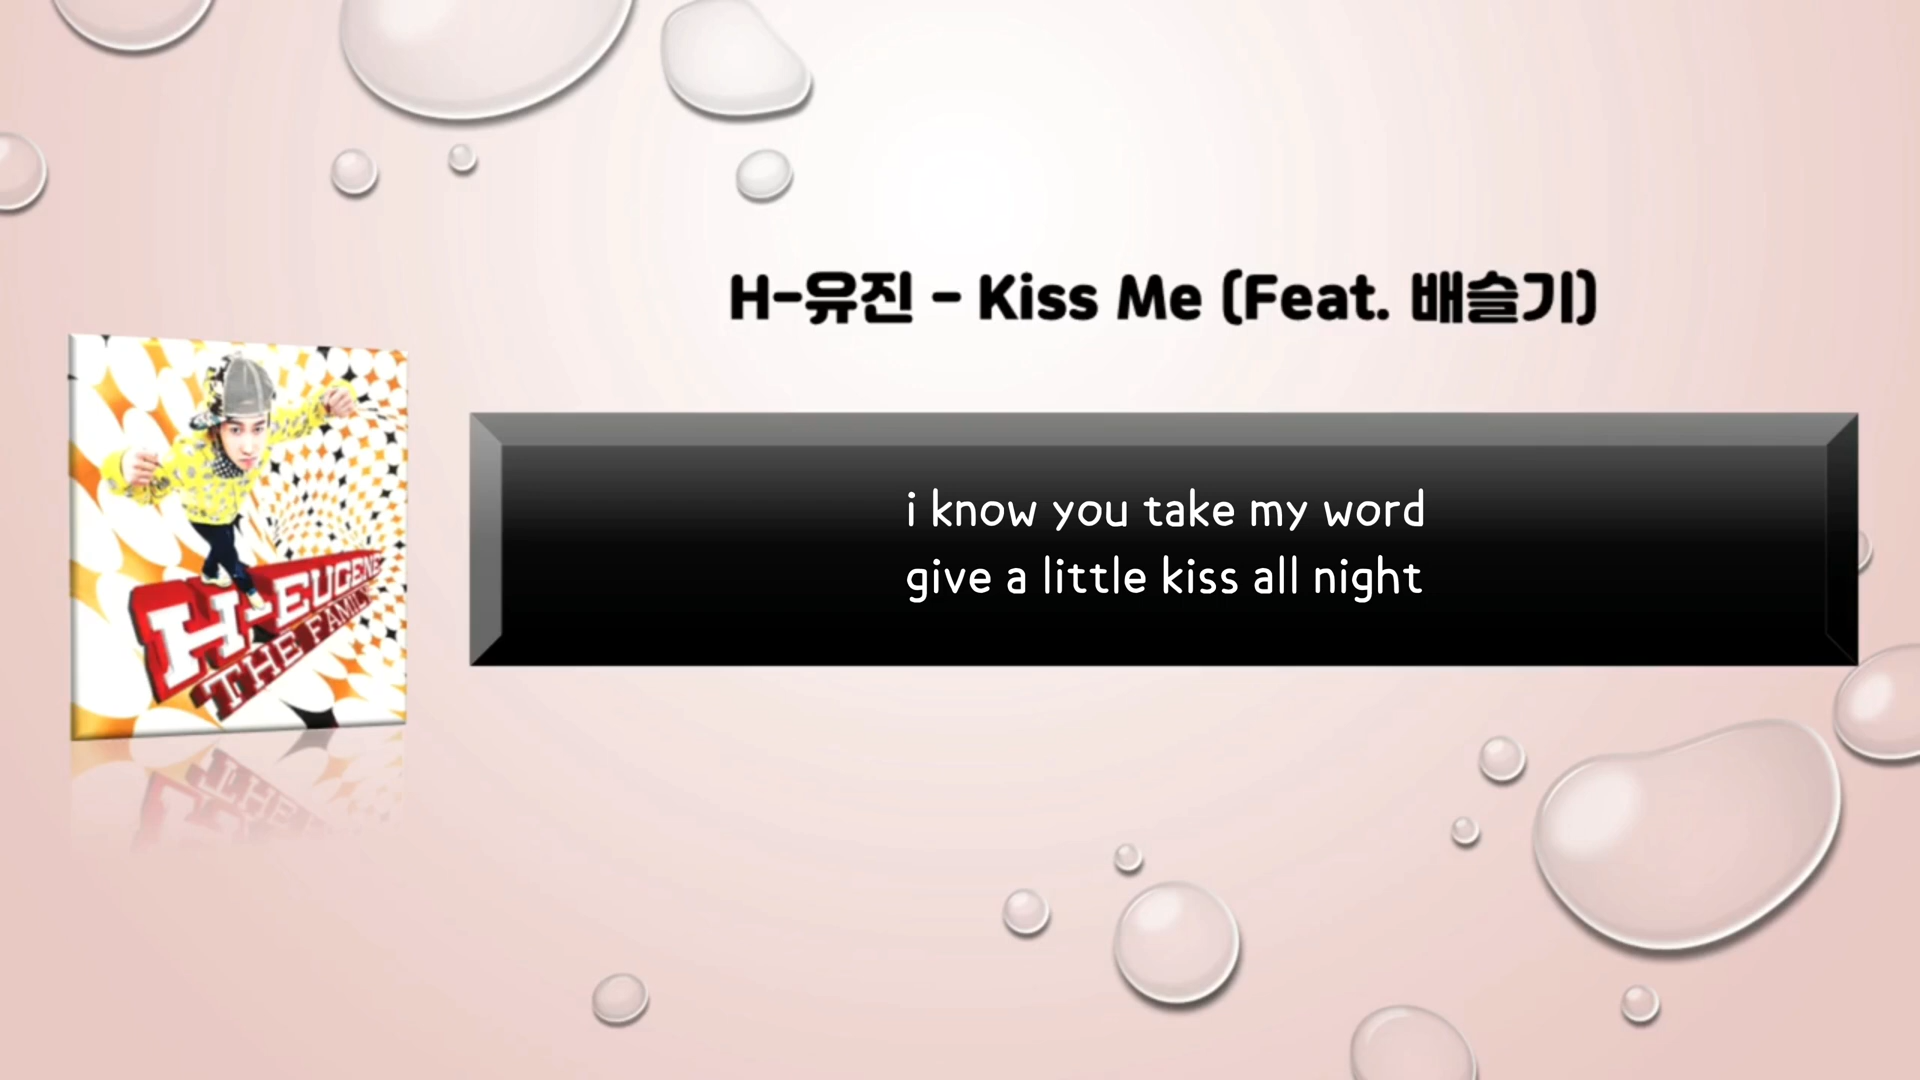 H-유진 - Kiss Me (Feat. 배슬기)
i know you take my word
give a little kiss all night
H-EUGENE
THE FAMILY